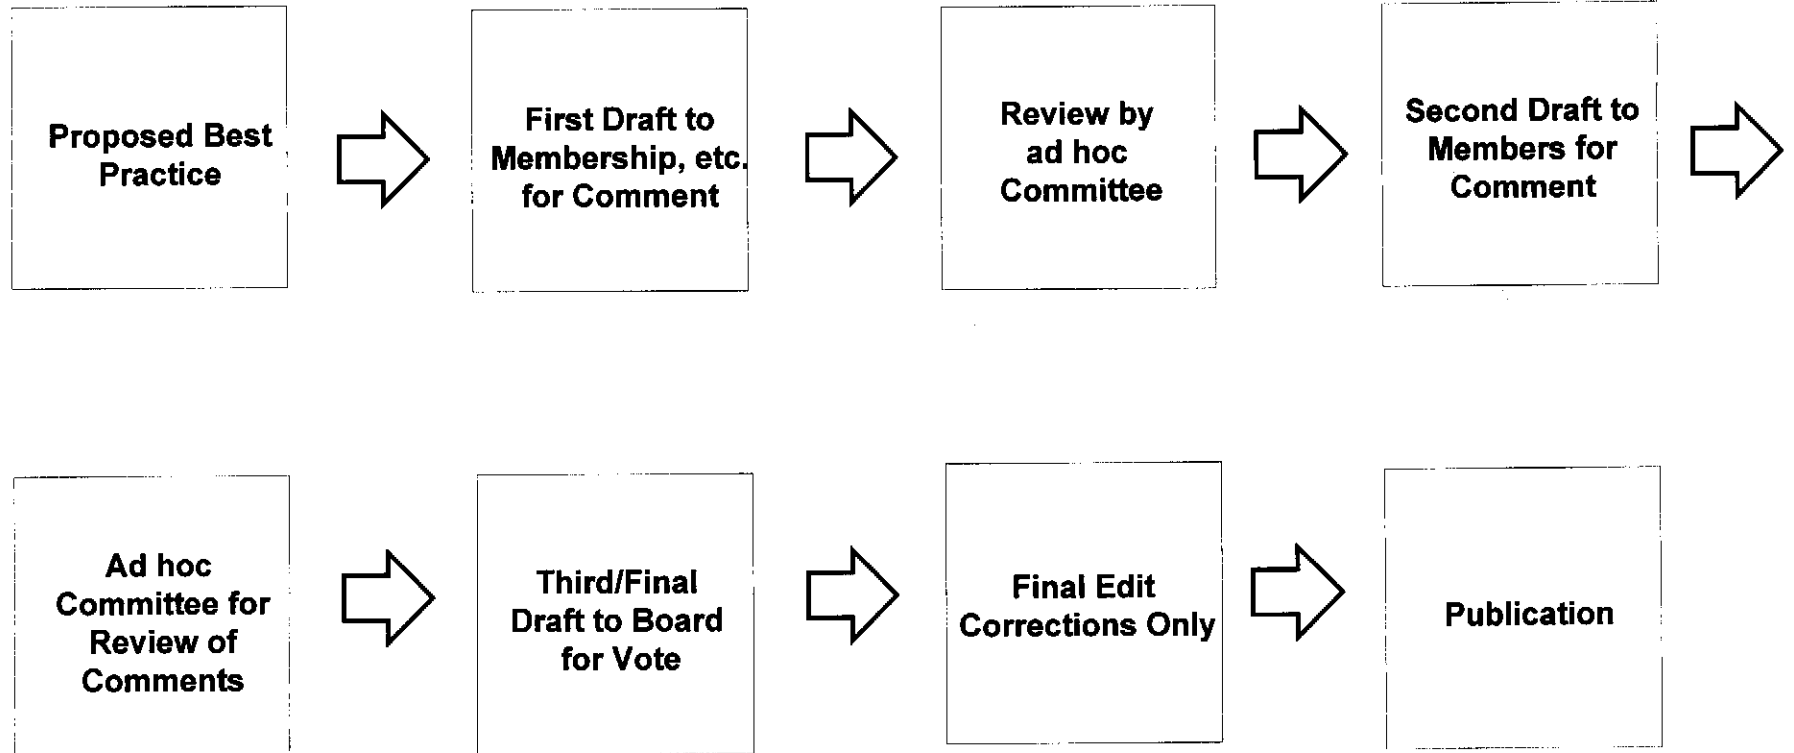 Proposed Best
Practice
First Draft to
Membership, etc.
for Comment
Review by
ad hoc
Committee
Second Draft to
Members for
Comment
Ad hoc
Committee for
Review of
Comments
Third/Final
Draft to Board
for Vote
Final Edit
Corrections Only
Publication